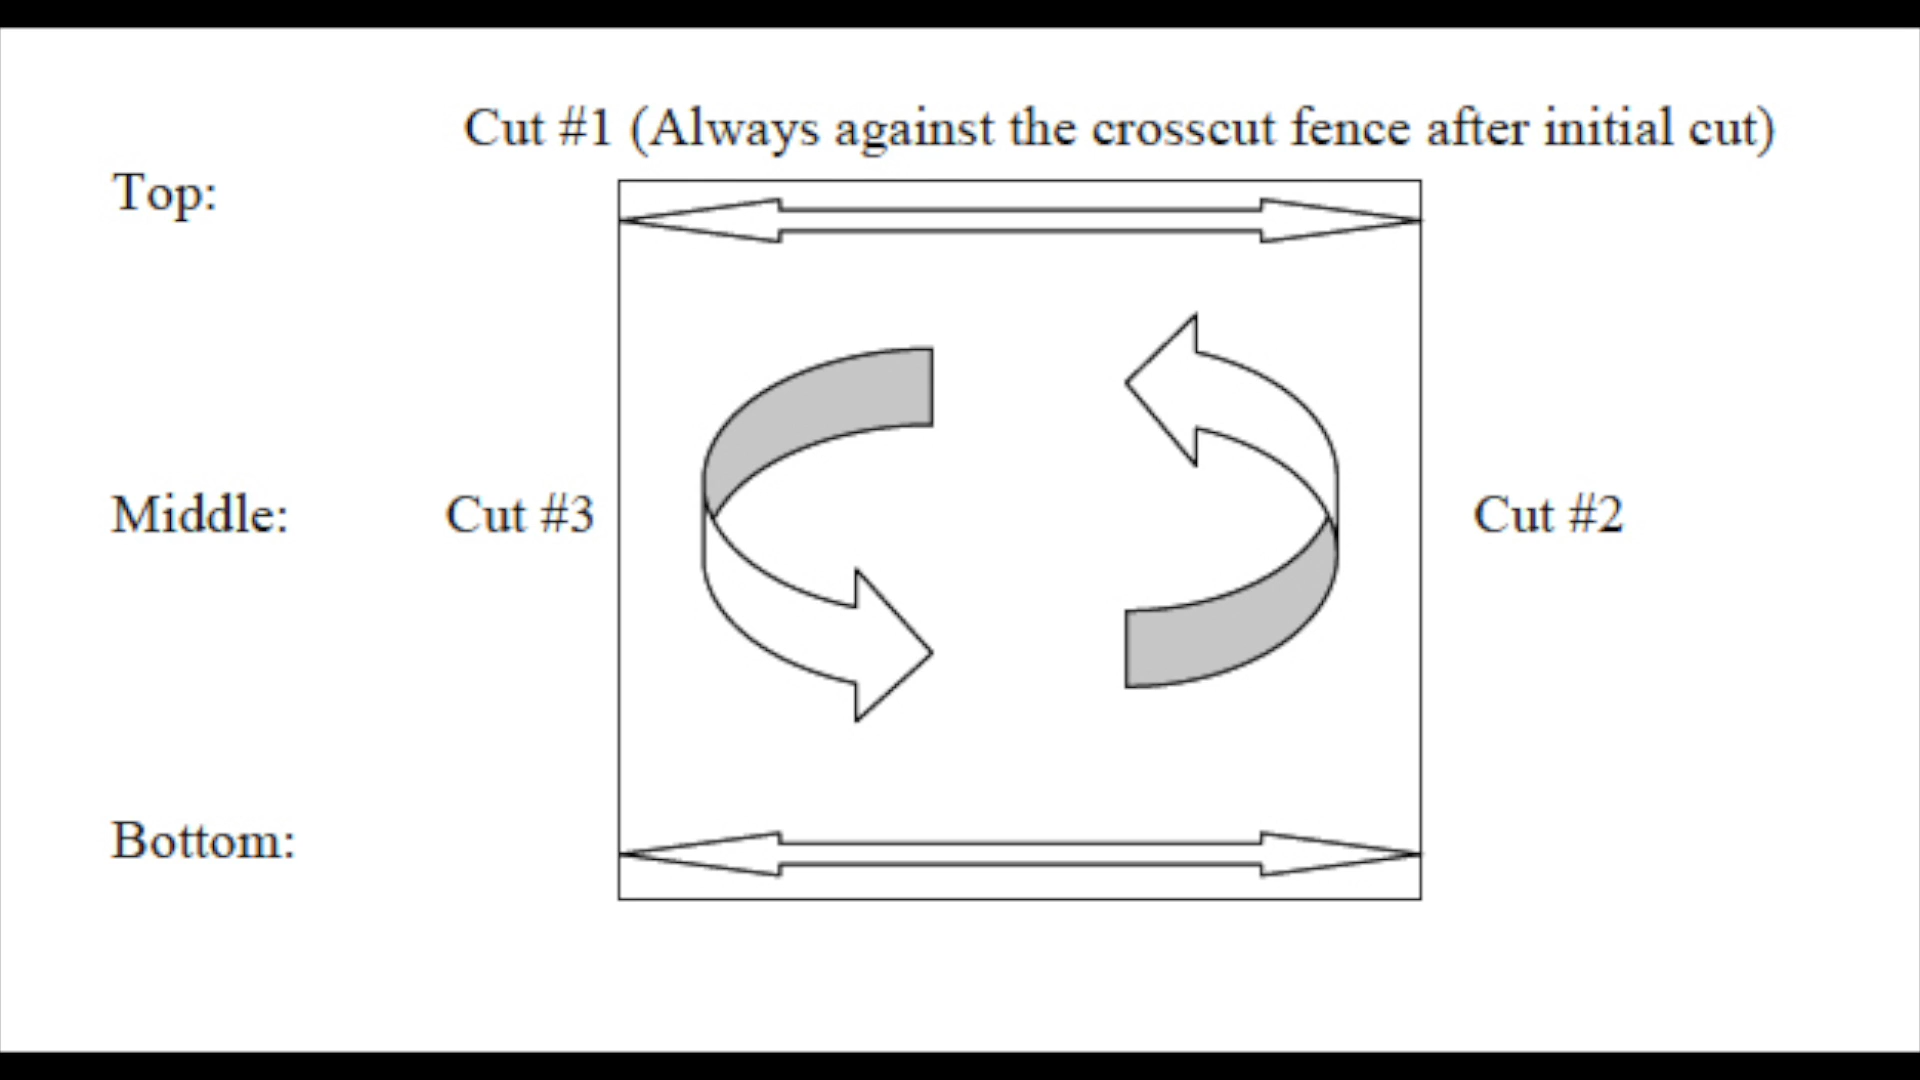 Cut #1 (Always against the crosscut fence after initial cut)
Top:
Middle:
Cut #3
Cut #2
Bottom: